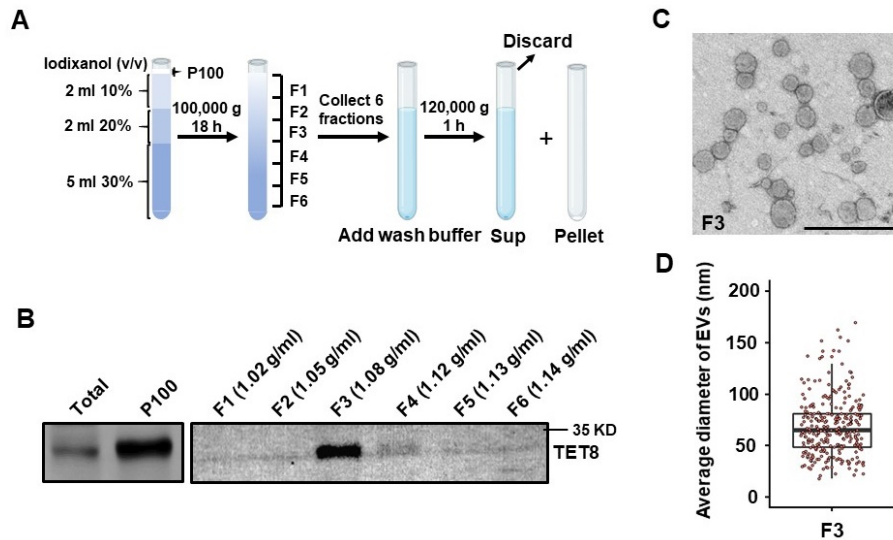 A
Iodixanol (v/v)
P100
2 ml 10%
2 ml 20%
5 ml 30%
100,000 g
18 h
F1
F2
F3
F4
F5
F6
Collect 6
fractions
Add wash buffer
120,000 g
1 h
Discard
Sup
+
Pellet
B
Total
P100
F1 (1.02 g/ml)
F2 (1.05 g/ml)
F3 (1.08 g/ml)
F4 (1.12 g/ml)
F5 (1.13 g/ml)
F6 (1.14 g/ml)
35 KD
TET8
C
F3
D
Average diameter of EVs (nm)
200
150
100
50
0
F3